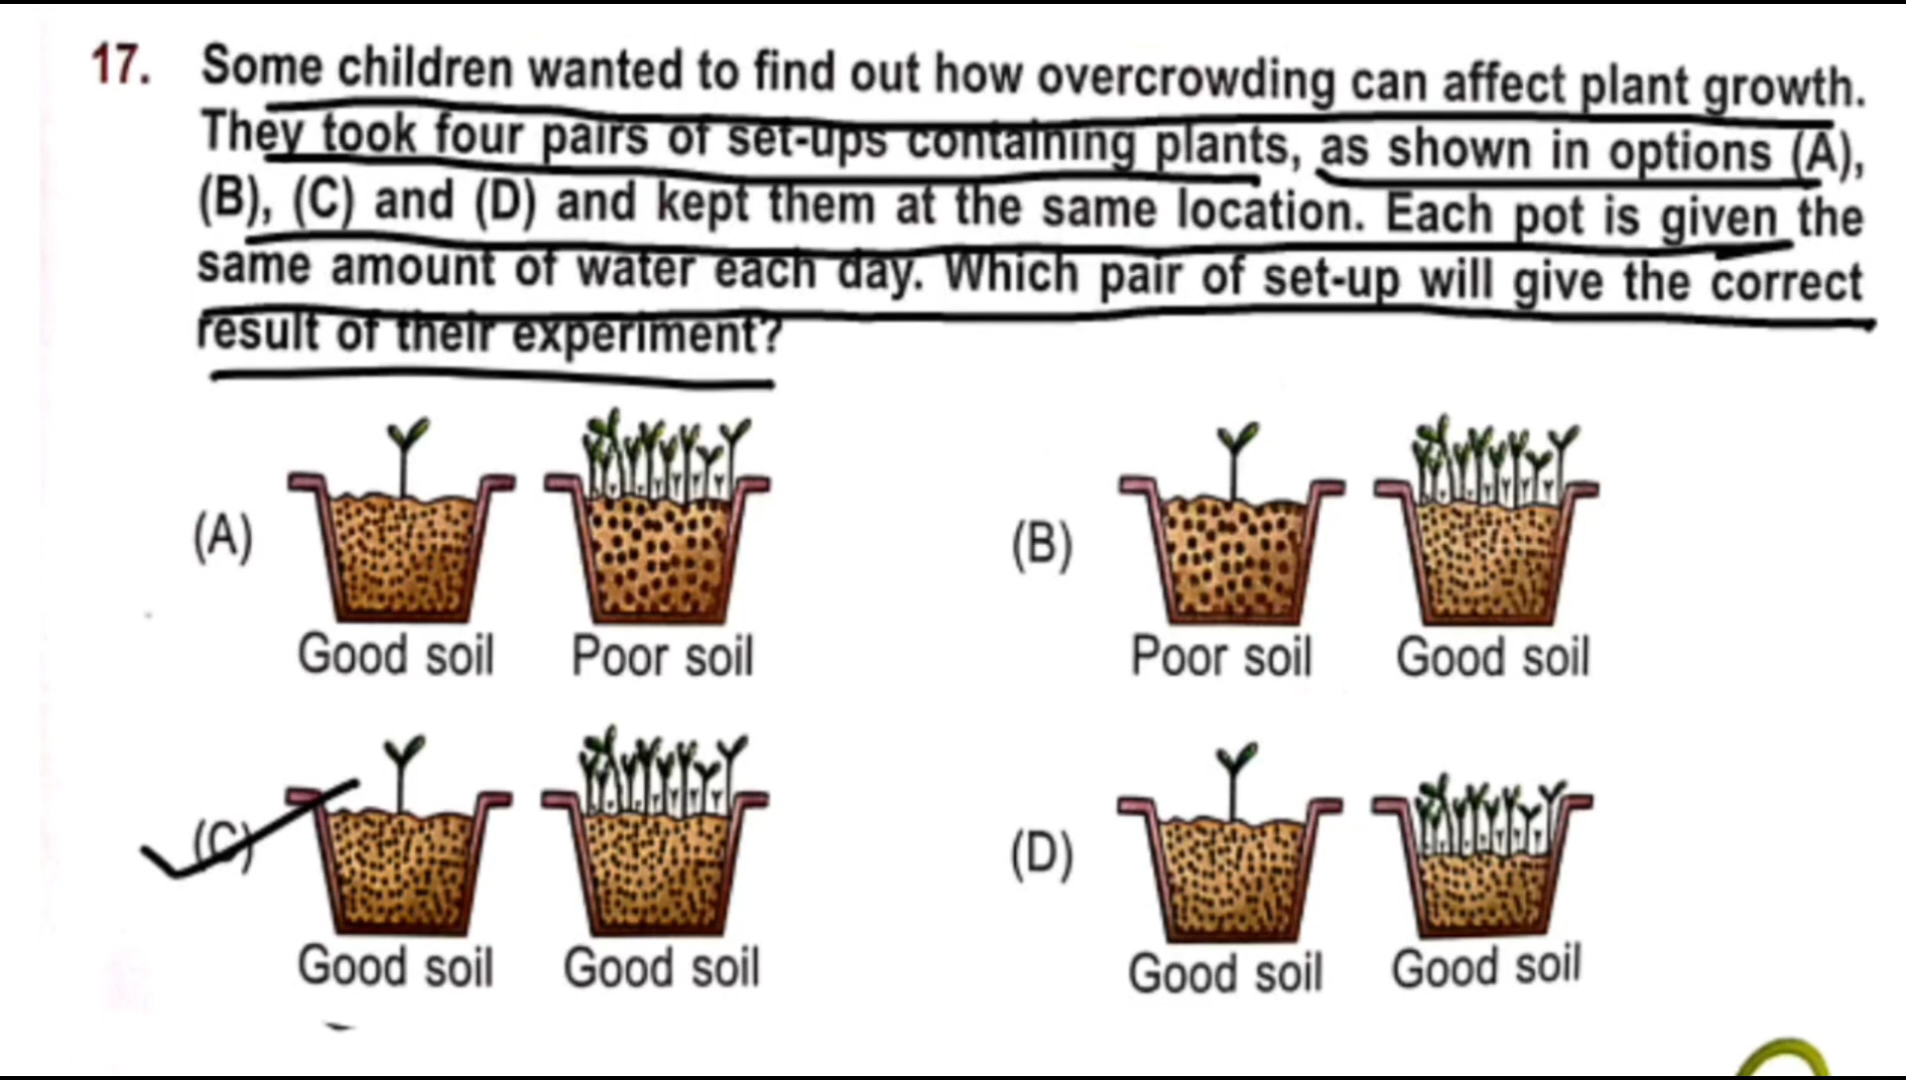 17. Some children wanted to find out how overcrowding can affect plant growth.
They took four pairs of set-ups containing plants, as shown in options (A),
(B), (C) and (D) and kept them at the same location. Each pot is given the
same amount of water each day. Which pair of set-up will give the correct
result of their experiment?
(A)
Good soil Poor soil
(B)
Poor soil Good soil
(C)
Good soil Good soil
(D)
Good soil Good soil